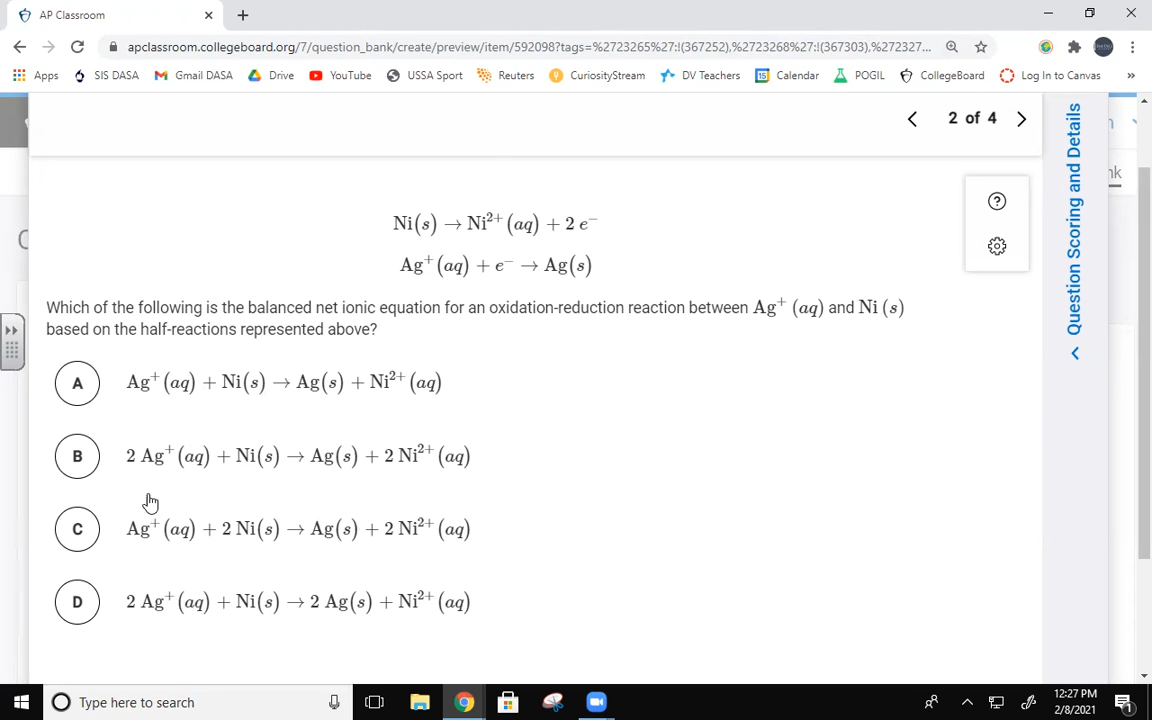 AP Classroom
apclassroom.collegeboard.org/7/question_bank/create/preview/item/592098?tags=%2723265%27:!(367252),%2723268%27:!(367303),%272327...
Apps SIS DASA Gmail DASA Drive YouTube USSA Sport Reuters CuriosityStream DV Teachers Calendar POGIL CollegeBoard Log In to Canvas »
2 of 4
Question Scoring and Details
nk
Ni(s) → Ni²⁺(aq) + 2 e⁻
Ag⁺(aq) + e⁻ → Ag(s)
Which of the following is the balanced net ionic equation for an oxidation-reduction reaction between Ag⁺ (aq) and Ni (s)
based on the half-reactions represented above?
A Ag⁺(aq) + Ni(s) → Ag(s) + Ni²⁺(aq)
B 2 Ag⁺(aq) + Ni(s) → Ag(s) + 2 Ni²⁺(aq)
C Ag⁺(aq) + 2 Ni(s) → Ag(s) + 2 Ni²⁺(aq)
D 2 Ag⁺(aq) + Ni(s) → 2 Ag(s) + Ni²⁺(aq)
Type here to search
12:27 PM
2/8/2021
1